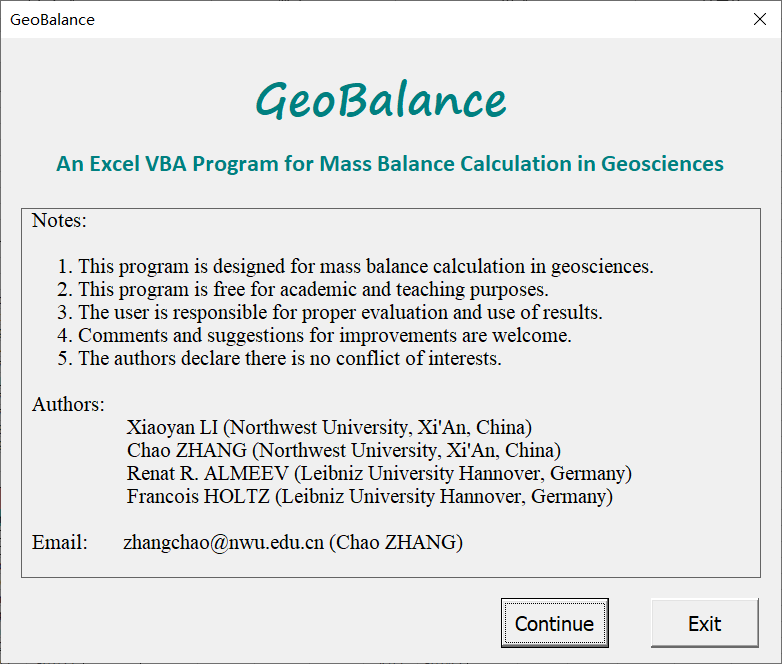 GeoBalance
GeoBalance
An Excel VBA Program for Mass Balance Calculation in Geosciences
Notes:
1. This program is designed for mass balance calculation in geosciences.
2. This program is free for academic and teaching purposes.
3. The user is responsible for proper evaluation and use of results.
4. Comments and suggestions for improvements are welcome.
5. The authors declare there is no conflict of interests.
Authors:
Xiaoyan LI (Northwest University, Xi'An, China)
Chao ZHANG (Northwest University, Xi'An, China)
Renat R. ALMEEV (Leibniz University Hannover, Germany)
Francois HOLTZ (Leibniz University Hannover, Germany)
Email: zhangchao@nwu.edu.cn (Chao ZHANG)
Continue Exit